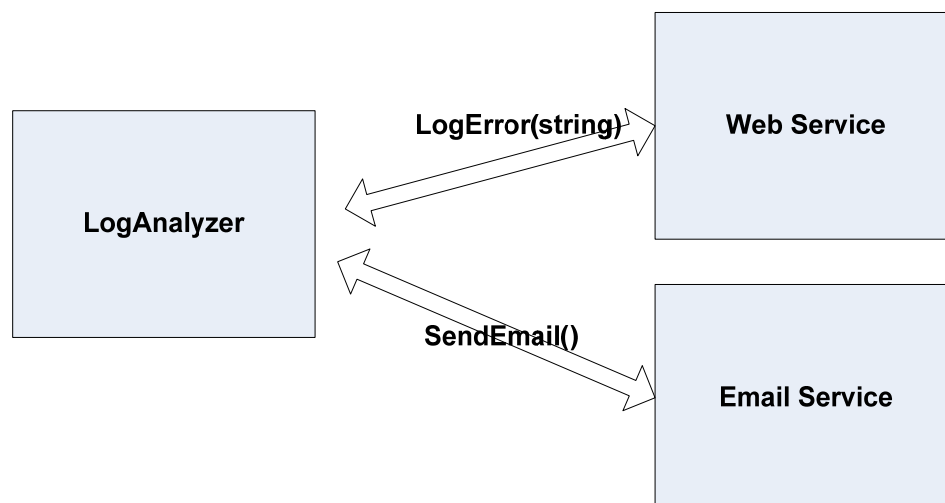 LogAnalyzer
LogError(string)
Web Service
SendEmail()
Email Service